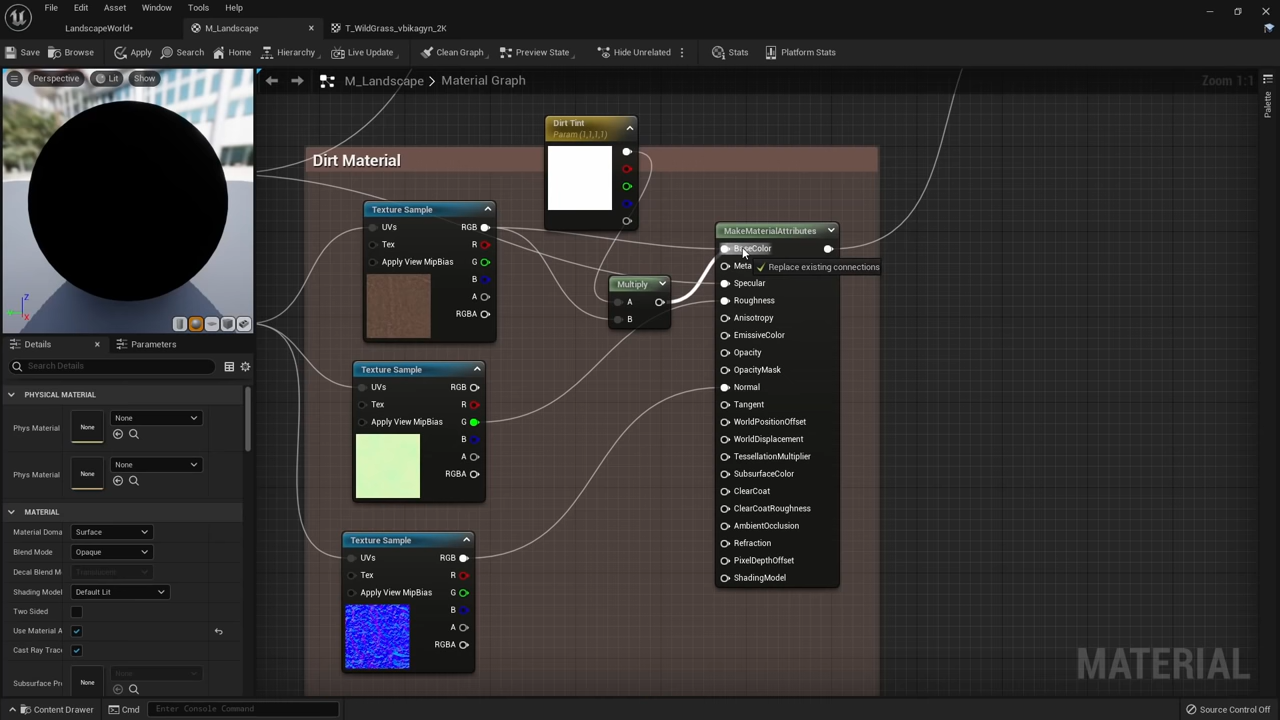 File Edit Asset Window Tools Help
LandscapeWorld• M_Landscape T_WildGrass_vbikagyn_2K
Save Browse Apply Search Home Hierarchy Live Update Clean Graph Preview State Hide Unrelated Stats Platform Stats
Perspective Lit Show
M_Landscape > Material Graph
Zoom 1:1
Palette
Dirt Tint
Param (1,1,1,1)
Dirt Material
Texture Sample
UVs RGB
Tex R
Apply View MipBias G
B
A
RGBA
Multiply
A
B
MakeMaterialAttributes
BaseColor
Meta
Replace existing connections
Specular
Roughness
Anisotropy
EmissiveColor
Opacity
OpacityMask
Normal
Tangent
WorldPositionOffset
WorldDisplacement
TessellationMultiplier
SubsurfaceColor
ClearCoat
ClearCoatRoughness
AmbientOcclusion
Refraction
PixelDepthOffset
ShadingModel
Texture Sample
UVs RGB
Tex R
Apply View MipBias G
B
A
RGBA
Texture Sample
UVs RGB
Tex R
Apply View MipBias G
B
A
RGBA
Z
X
Details Parameters
Search Details
PHYSICAL MATERIAL
Phys Material None None
Phys Material None None
MATERIAL
Material Doma Surface
Blend Mode Opaque
Decal Blend M Translucent
Shading Model Default Lit
Two Sided
Use Material A
Cast Ray Trace
Subsurface Pr None None
MATERIAL
Content Drawer Cmd Enter Console Command Source Control Off